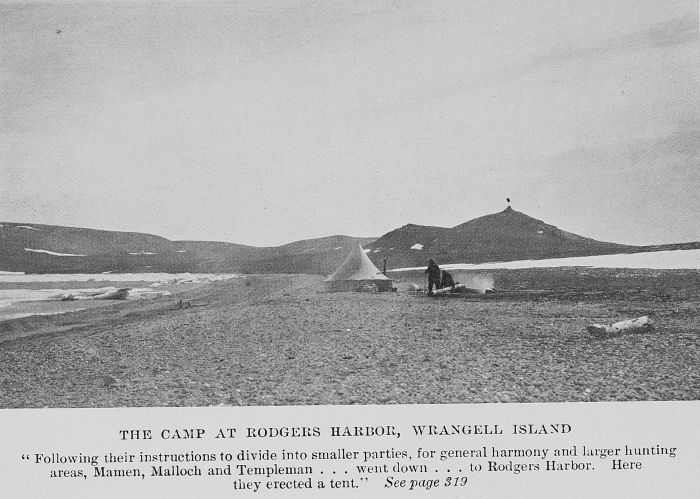 THE CAMP AT RODGERS HARBOR, WRANGELL ISLAND
" Following their instructions to divide into smaller parties, for general harmony and larger hunting
areas, Mamen, Malloch and Templeman . . . went down . . . to Rodgers Harbor. Here
they erected a tent." See page 319